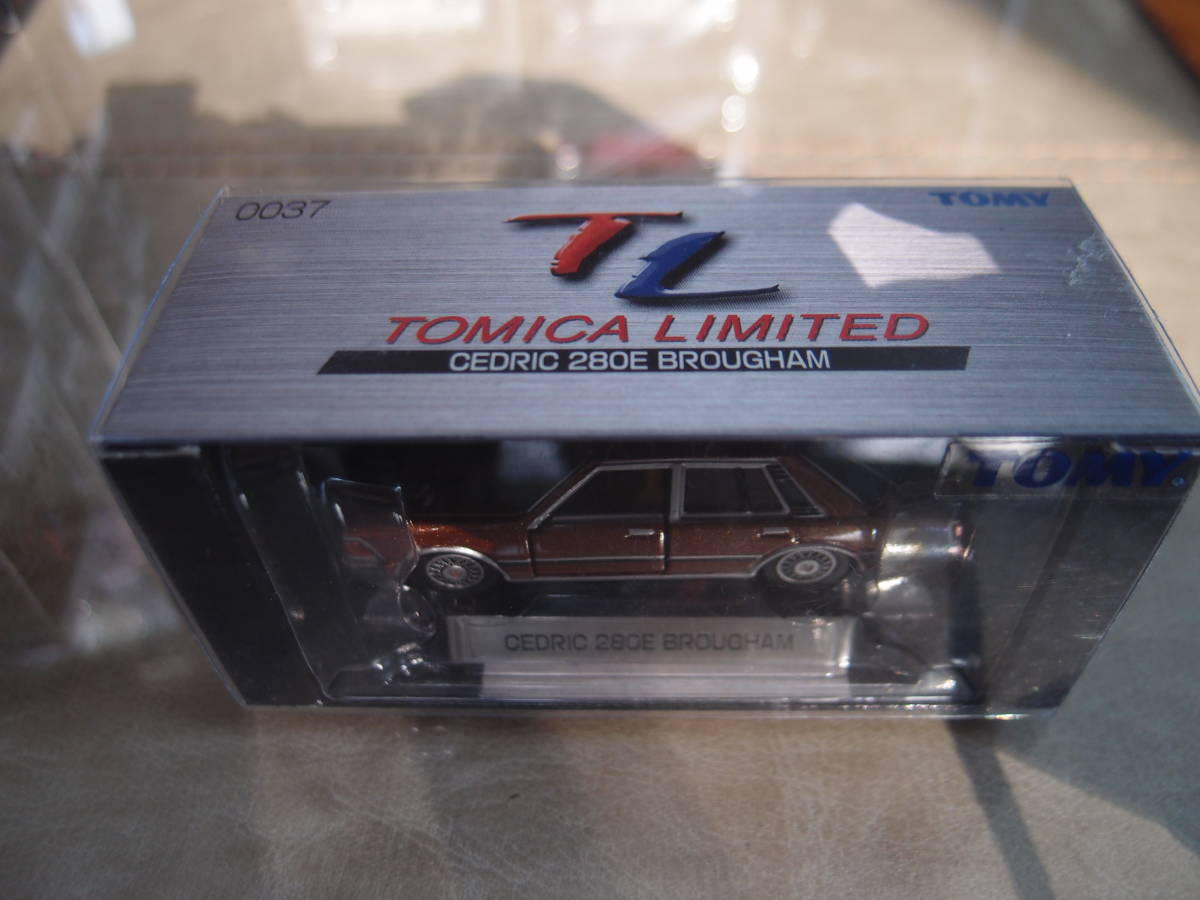 0037
TOMY
TL
TOMICA LIMITED
CEDRIC 280E BROUGHAM
TOMY
CEDRIC 280E BROUGHAM